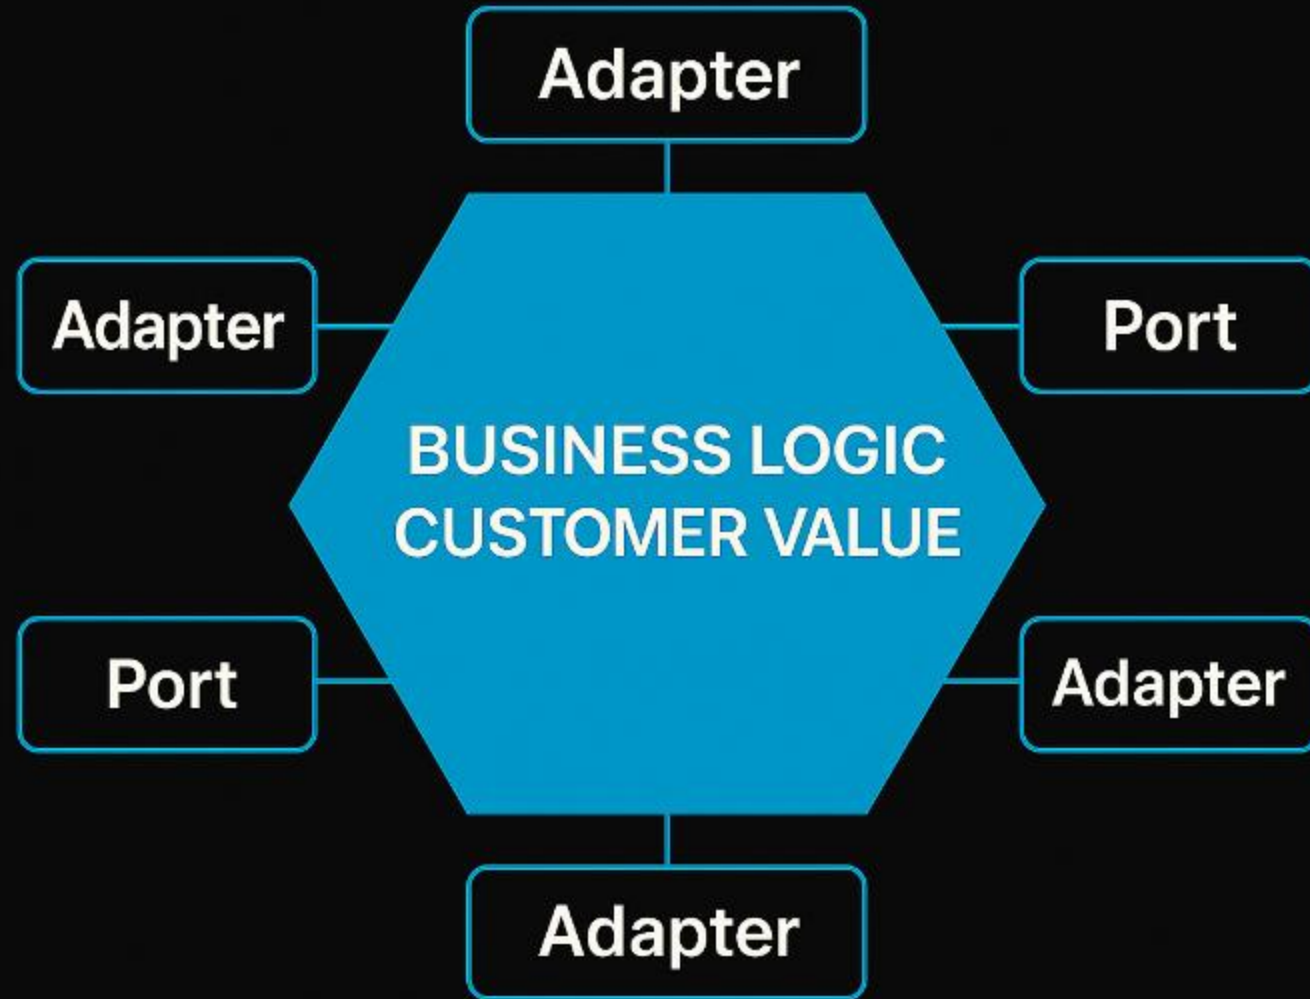 Adapter
Adapter
Port
BUSINESS LOGIC
CUSTOMER VALUE
Port
Adapter
Adapter